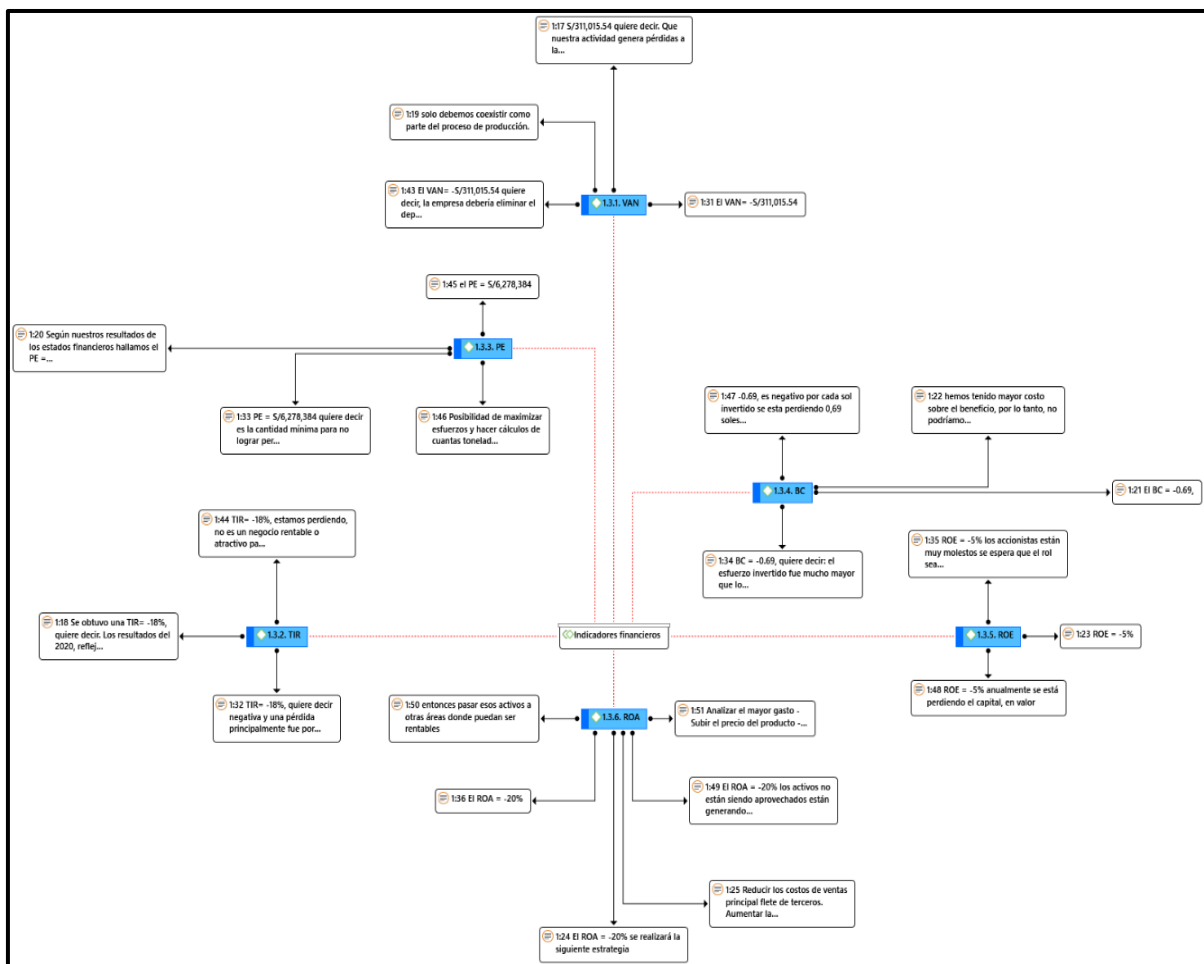 1:17 S/311,015.54 quiere decir. Que
nuestra actividad genera pérdidas a
la...
1:19 solo debemos coexistir como
parte del proceso de producción.
1:43 El VAN= -S/311,015.54 quiere
decir, la empresa debería eliminar el
dep...
1.3.1. VAN
1:31 El VAN= -S/311,015.54
1:45 el PE = S/6,278,384
1:20 Según nuestros resultados de
los estados financieros hallamos el
PE =...
1.3.3. PE
1:33 PE = S/6,278,384 quiere decir
es la cantidad mínima para no
lograr per...
1:46 Posibilidad de maximizar
esfuerzos y hacer cálculos de
cuantas tonelad...
1:47 -0.69, es negativo por cada sol
invertido se esta perdiendo 0,69
soles...
1:22 hemos tenido mayor costo
sobre el beneficio, por lo tanto, no
podríamo...
1.3.4. BC
1:21 El BC = -0.69,
1:34 BC = -0.69, quiere decir: el
esfuerzo invertido fue mucho mayor
que lo...
1:44 TIR= -18%, estamos perdiendo,
no es un negocio rentable o
atractivo pa...
1:35 ROE = -5% los accionistas están
muy molestos se espera que el rol
sea...
1:18 Se obtuvo una TIR= -18%,
quiere decir. Los resultados del
2020, reflej...
1.3.2. TIR
Indicadores financieros
1.3.5. ROE
1:23 ROE = -5%
1:32 TIR= -18%, quiere decir
negativa y una pérdida
principalmente fue por...
1:48 ROE = -5% anualmente se está
perdiendo el capital, en valor
1:50 entonces pasar esos activos a
otras áreas donde puedan ser
rentables
1.3.6. ROA
1:51 Analizar el mayor gasto -
Subir el precio del producto -...
1:36 El ROA = -20%
1:49 El ROA = -20% los activos no
están siendo aprovechados están
generando...
1:25 Reducir los costos de ventas
principal flete de terceros.
Aumentar la...
1:24 El ROA = -20% se realizará la
siguiente estrategia